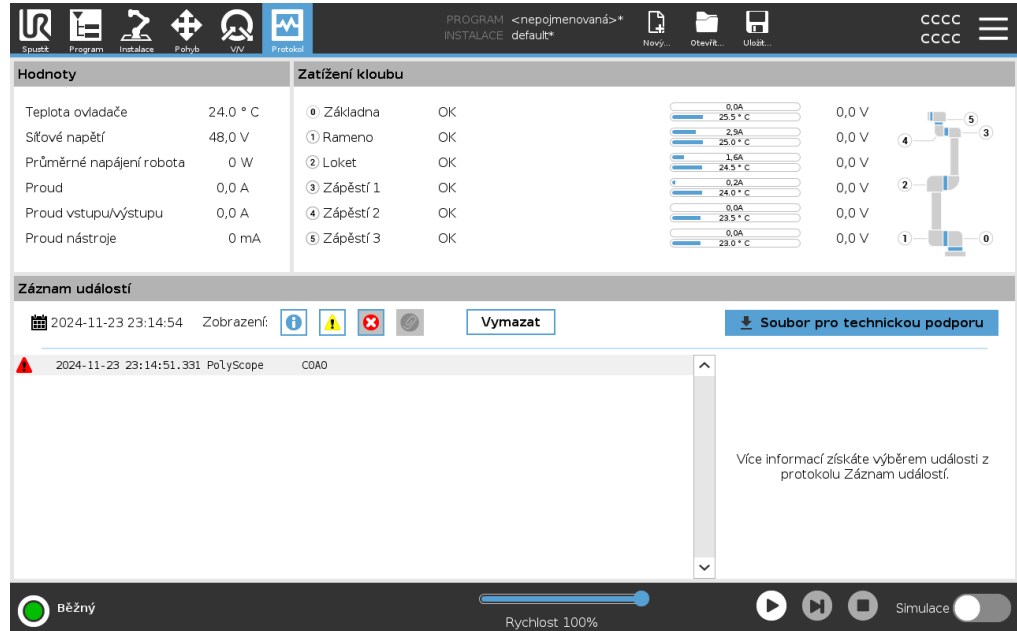 PROGRAM <nepojmenovaná>*
INSTALACE default*
CCCC
CCCC
Spustit Program Instalace Pohyb V/V Protokol Nový... Otevřít... Uložit...
Hodnoty Zatížení kloubu
Teplota ovladače 24.0 ° C
Síťové napětí 48,0 V
Průměrné napájení robota 0 W
Proud 0,0 A
Proud vstupu/výstupu 0,0 A
Proud nástroje 0 mA
0 Základna OK 0,0A 25.5 ° C 0,0 V
1 Rameno OK 2,9A 25.0 ° C 0,0 V
2 Loket OK 1,6A 24.5 ° C 0,0 V
3 Zápěstí 1 OK 0,2A 24.0 ° C 0,0 V
4 Zápěstí 2 OK 0,0A 23.5 ° C 0,0 V
5 Zápěstí 3 OK 0,0A 23.0 ° C 0,0 V
5
4 3
2
1 0
Záznam událostí
2024-11-23 23:14:54 Zobrazení: Vymazat Soubor pro technickou podporu
2024-11-23 23:14:51.331 PolyScope C0A0
Více informací získáte výběrem události z
protokolu Záznam událostí.
Běžný
Rychlost 100%
Simulace